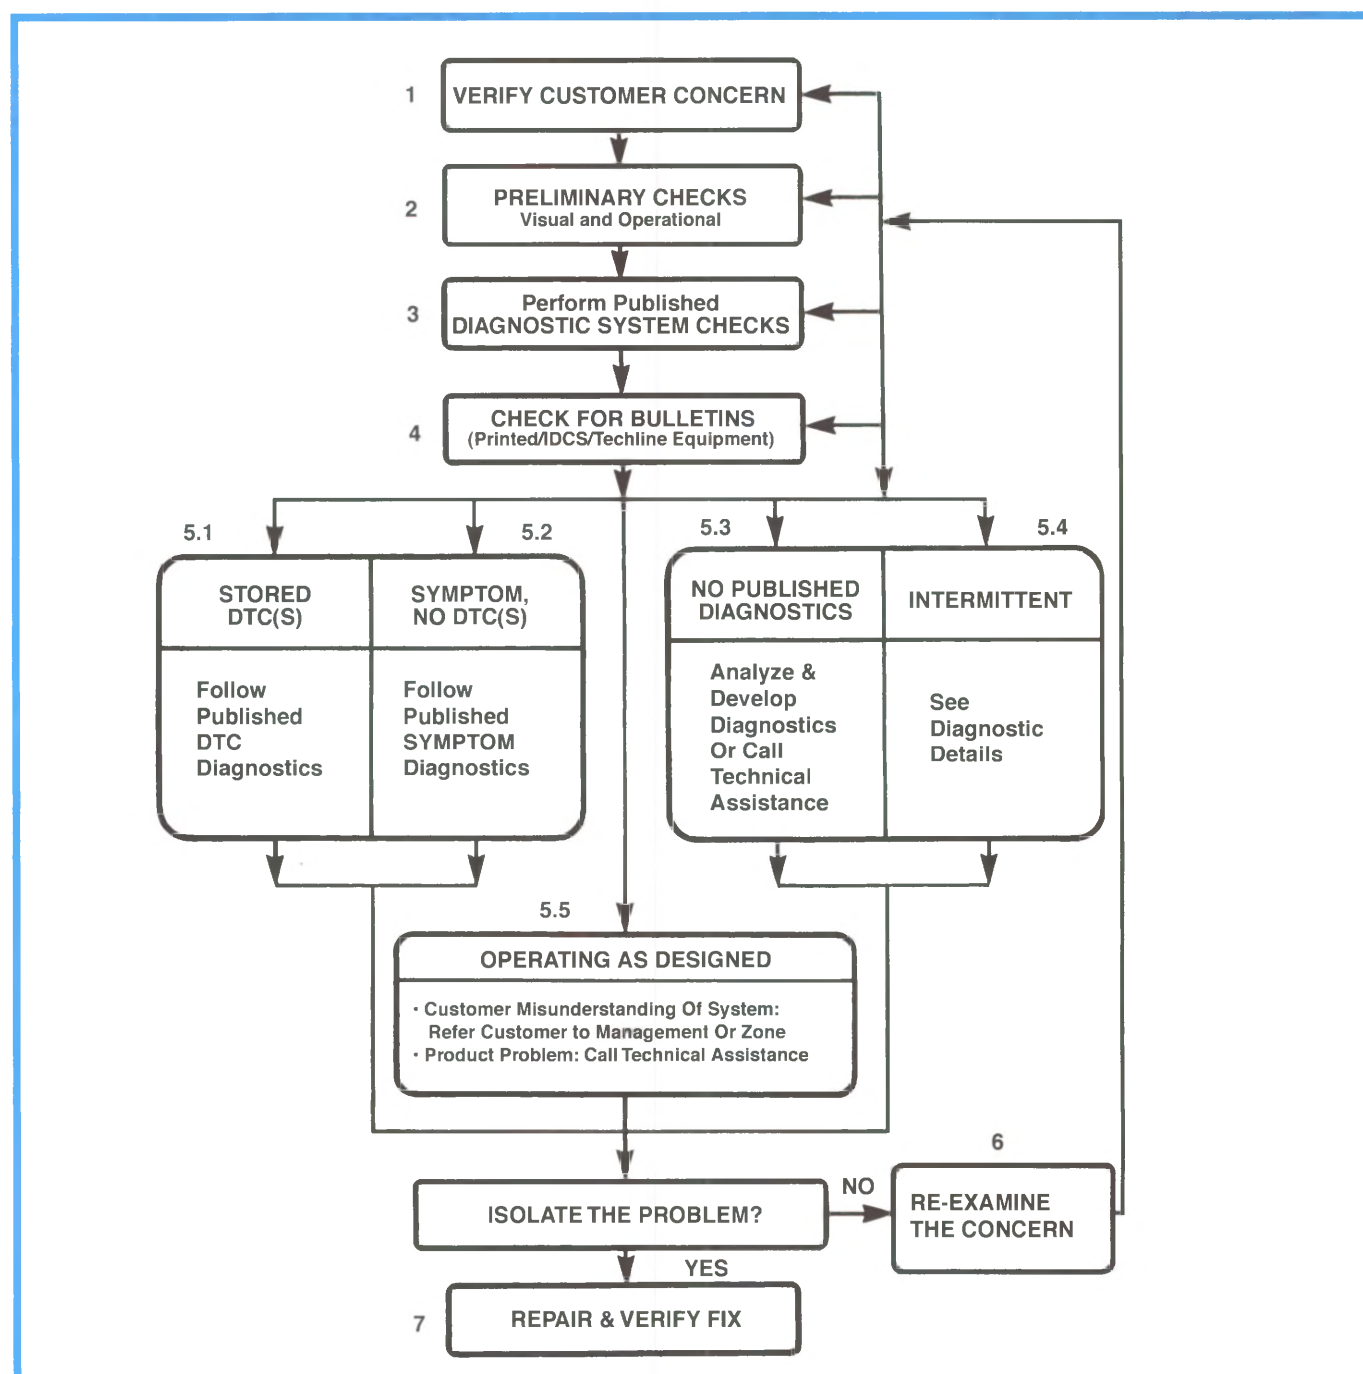 1
VERIFY CUSTOMER CONCERN
2
PRELIMINARY CHECKS
Visual and Operational
3
Perform Published
DIAGNOSTIC SYSTEM CHECKS
4
CHECK FOR BULLETINS
(Printed/IDCS/Techline Equipment)
5.1
STORED
DTC(S)
Follow
Published
DTC
Diagnostics
5.2
SYMPTOM,
NO DTC(S)
Follow
Published
SYMPTOM
Diagnostics
5.3
NO PUBLISHED
DIAGNOSTICS
Analyze &
Develop
Diagnostics
Or Call
Technical
Assistance
5.4
INTERMITTENT
See
Diagnostic
Details
5.5
OPERATING AS DESIGNED
• Customer Misunderstanding Of System:
Refer Customer to Management Or Zone
• Product Problem: Call Technical Assistance
ISOLATE THE PROBLEM?
NO
6
RE-EXAMINE
THE CONCERN
YES
7
REPAIR & VERIFY FIX